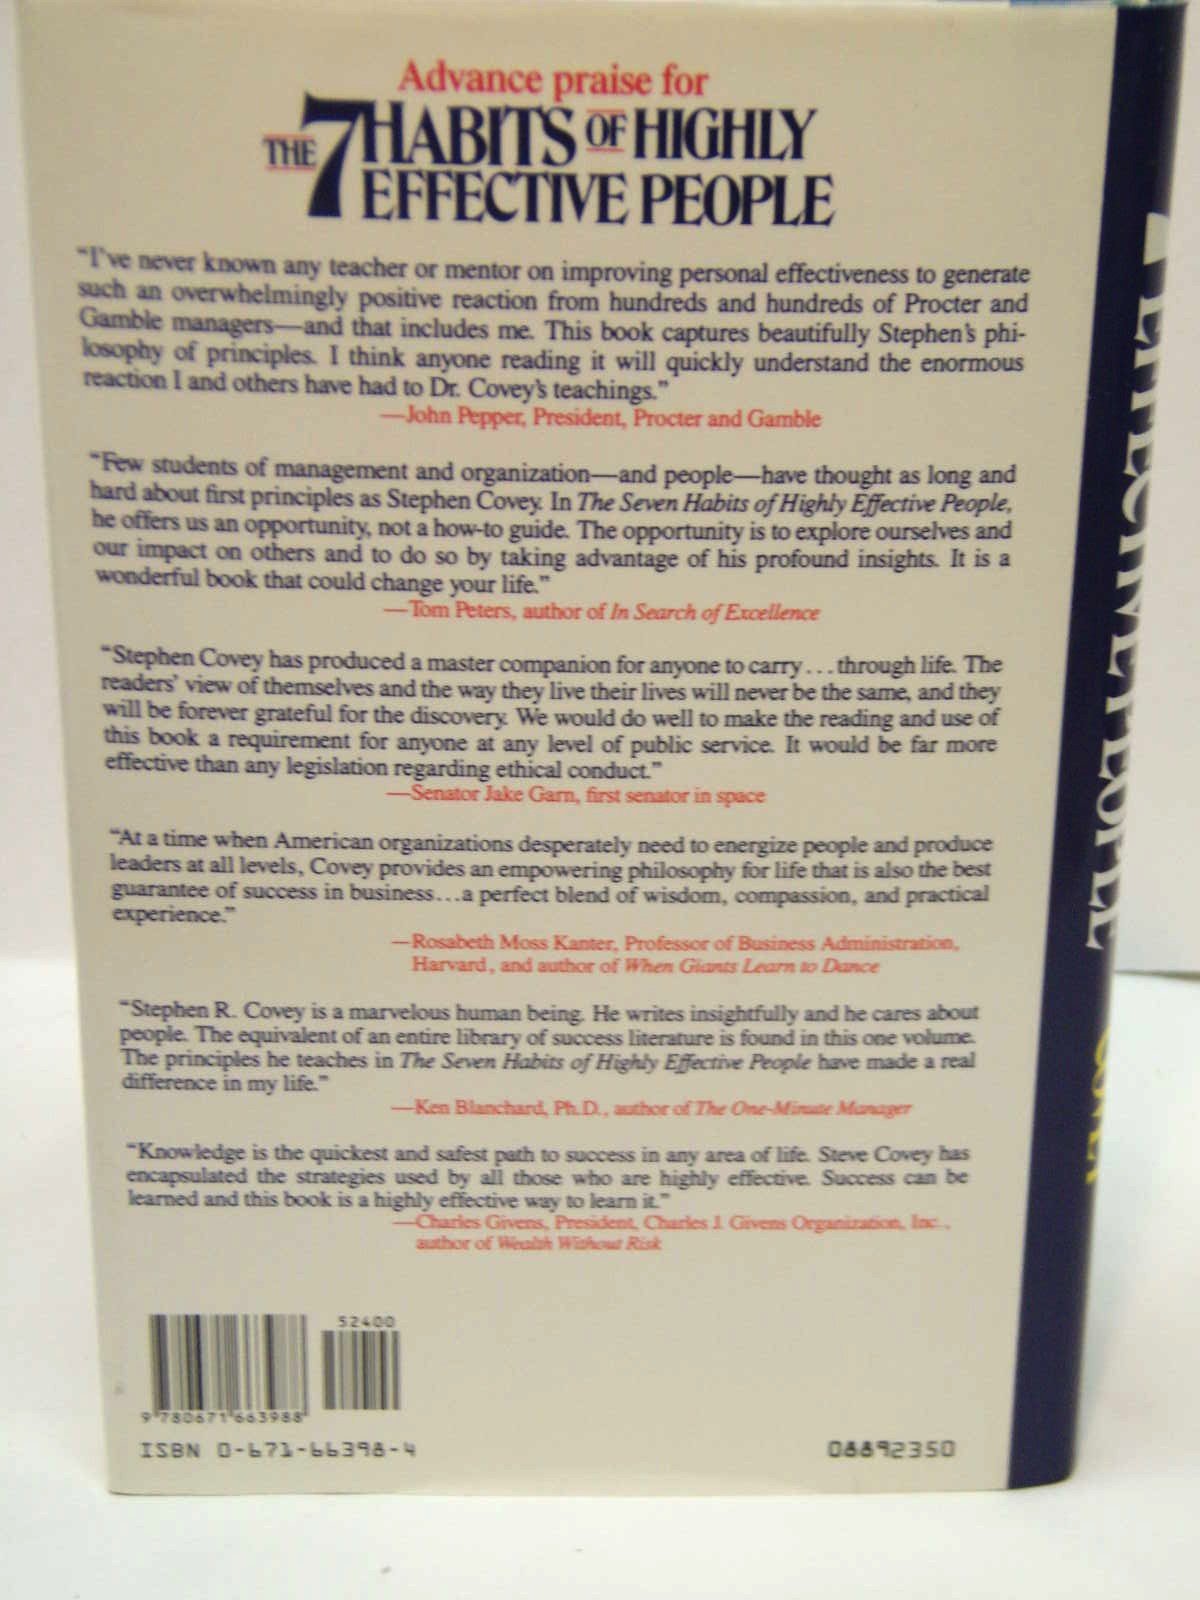 Advance praise for
THE 7 HABITS OF HIGHLY
EFFECTIVE PEOPLE
“I’ve never known any teacher or mentor on improving personal effectiveness to generate
such an overwhelmingly positive reaction from hundreds and hundreds of Procter and
Gamble managers—and that includes me. This book captures beautifully Stephen’s phi-
losophy of principles. I think anyone reading it will quickly understand the enormous
reaction I and others have had to Dr. Covey’s teachings.”
—John Pepper, President, Procter and Gamble
“Few students of management and organization—and people—have thought as long and
hard about first principles as Stephen Covey. In The Seven Habits of Highly Effective People,
he offers us an opportunity, not a how-to guide. The opportunity is to explore ourselves and
our impact on others and to do so by taking advantage of his profound insights. It is a
wonderful book that could change your life.”
—Tom Peters, author of In Search of Excellence
“Stephen Covey has produced a master companion for anyone to carry...through life. The
readers’ view of themselves and the way they live their lives will never be the same, and they
will be forever grateful for the discovery. We would do well to make the reading and use of
this book a requirement for anyone at any level of public service. It would be far more
effective than any legislation regarding ethical conduct.”
—Senator Jake Garn, first senator in space
“At a time when American organizations desperately need to energize people and produce
leaders at all levels, Covey provides an empowering philosophy for life that is also the best
guarantee of success in business...a perfect blend of wisdom, compassion, and practical
experience.”
—Rosabeth Moss Kanter, Professor of Business Administration,
Harvard, and author of When Giants Learn to Dance
“Stephen R. Covey is a marvelous human being. He writes insightfully and he cares about
people. The equivalent of an entire library of success literature is found in this one volume.
The principles he teaches in The Seven Habits of Highly Effective People have made a real
difference in my life.”
—Ken Blanchard, Ph.D., author of The One-Minute Manager
“Knowledge is the quickest and safest path to success in any area of life. Steve Covey has
encapsulated the strategies used by all those who are highly effective. Success can be
learned and this book is a highly effective way to learn it.”
—Charles Givens, President, Charles J. Givens Organization, Inc.,
author of Wealth Without Risk
52400
9 780671 663988
ISBN 0-671-66398-4
08892350
7 EFFECTIVE PEOPLE
COVEY